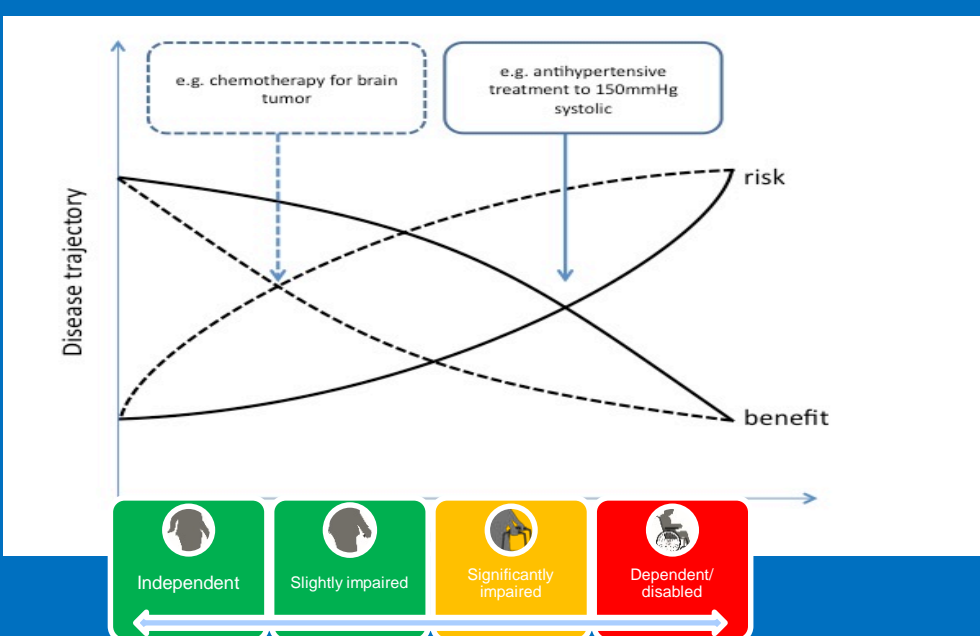 e.g. chemotherapy for brain
tumor
e.g. antihypertensive
treatment to 150mmHg
systolic
Disease trajectory
risk
benefit
Independent
Slightly impaired
Significantly
impaired
Dependent/
disabled